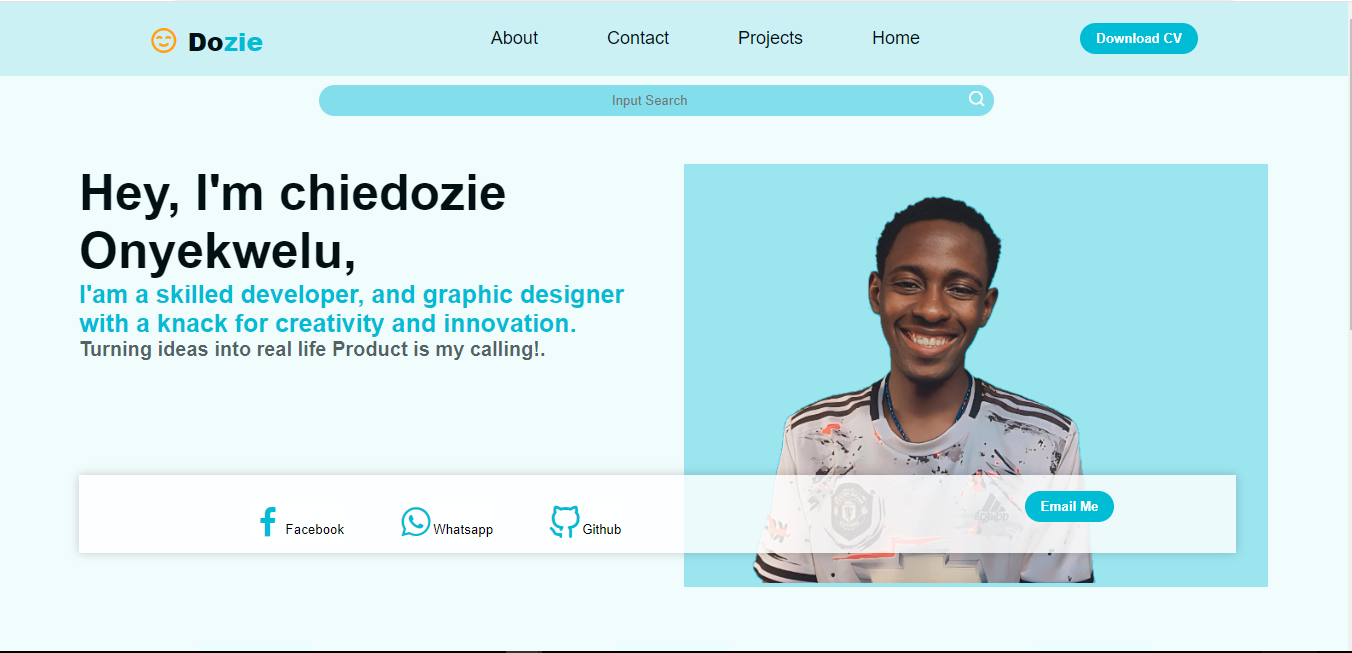 Dozie
About Contact Projects Home
Download CV
Input Search
Hey, I'm chiedozie
Onyekwelu,
I'am a skilled developer, and graphic designer
with a knack for creativity and innovation.
Turning ideas into real life Product is my calling!.
Facebook Whatsapp Github
Email Me